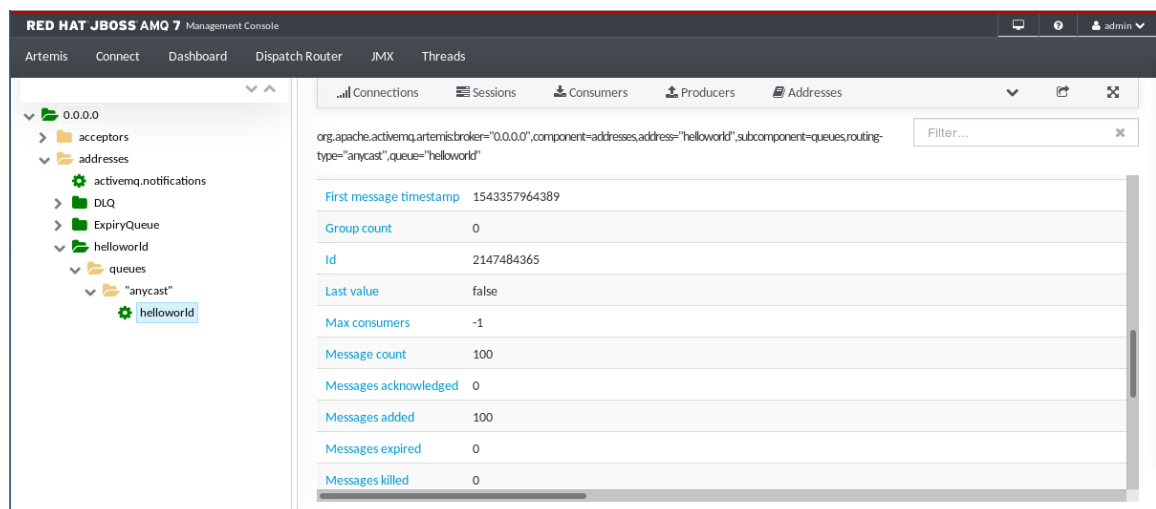 RED HAT JBOSS AMQ 7 Management Console
admin
Artemis Connect Dashboard Dispatch Router JMX Threads
0.0.0.0
acceptors
addresses
activemq.notifications
DLQ
ExpiryQueue
helloworld
queues
"anycast"
helloworld
Connections Sessions Consumers Producers Addresses
org.apache.activemq.artemis:broker="0.0.0.0",component=addresses,address="helloworld",subcomponent=queues,routing-
type="anycast",queue="helloworld"
Filter...
First message timestamp 1543357964389
Group count 0
Id 2147484365
Last value false
Max consumers -1
Message count 100
Messages acknowledged 0
Messages added 100
Messages expired 0
Messages killed 0